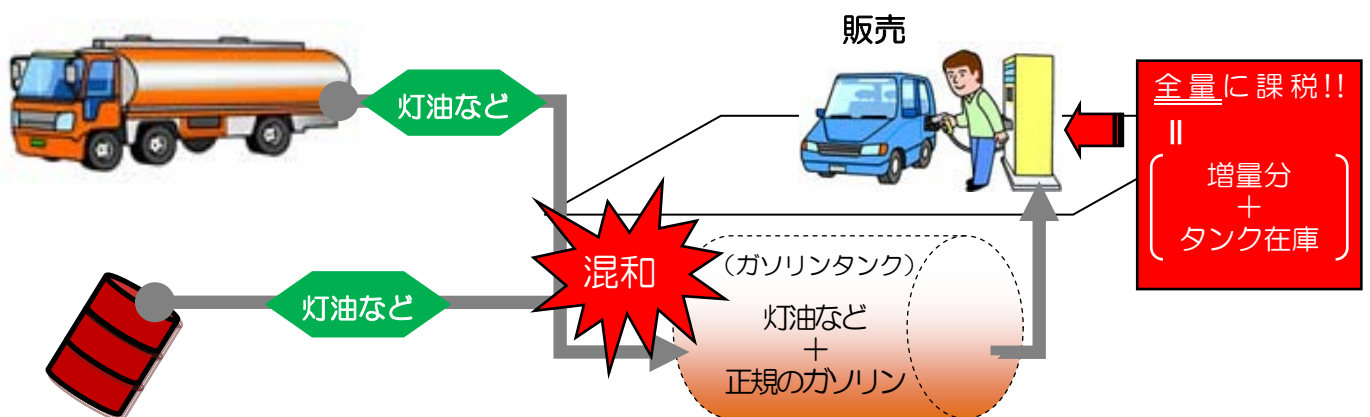 販売
灯油など
全量に課税!!
＝
増量分
＋
タンク在庫
混和
(ガソリンタンク)
灯油など
灯油など
＋
正規のガソリン